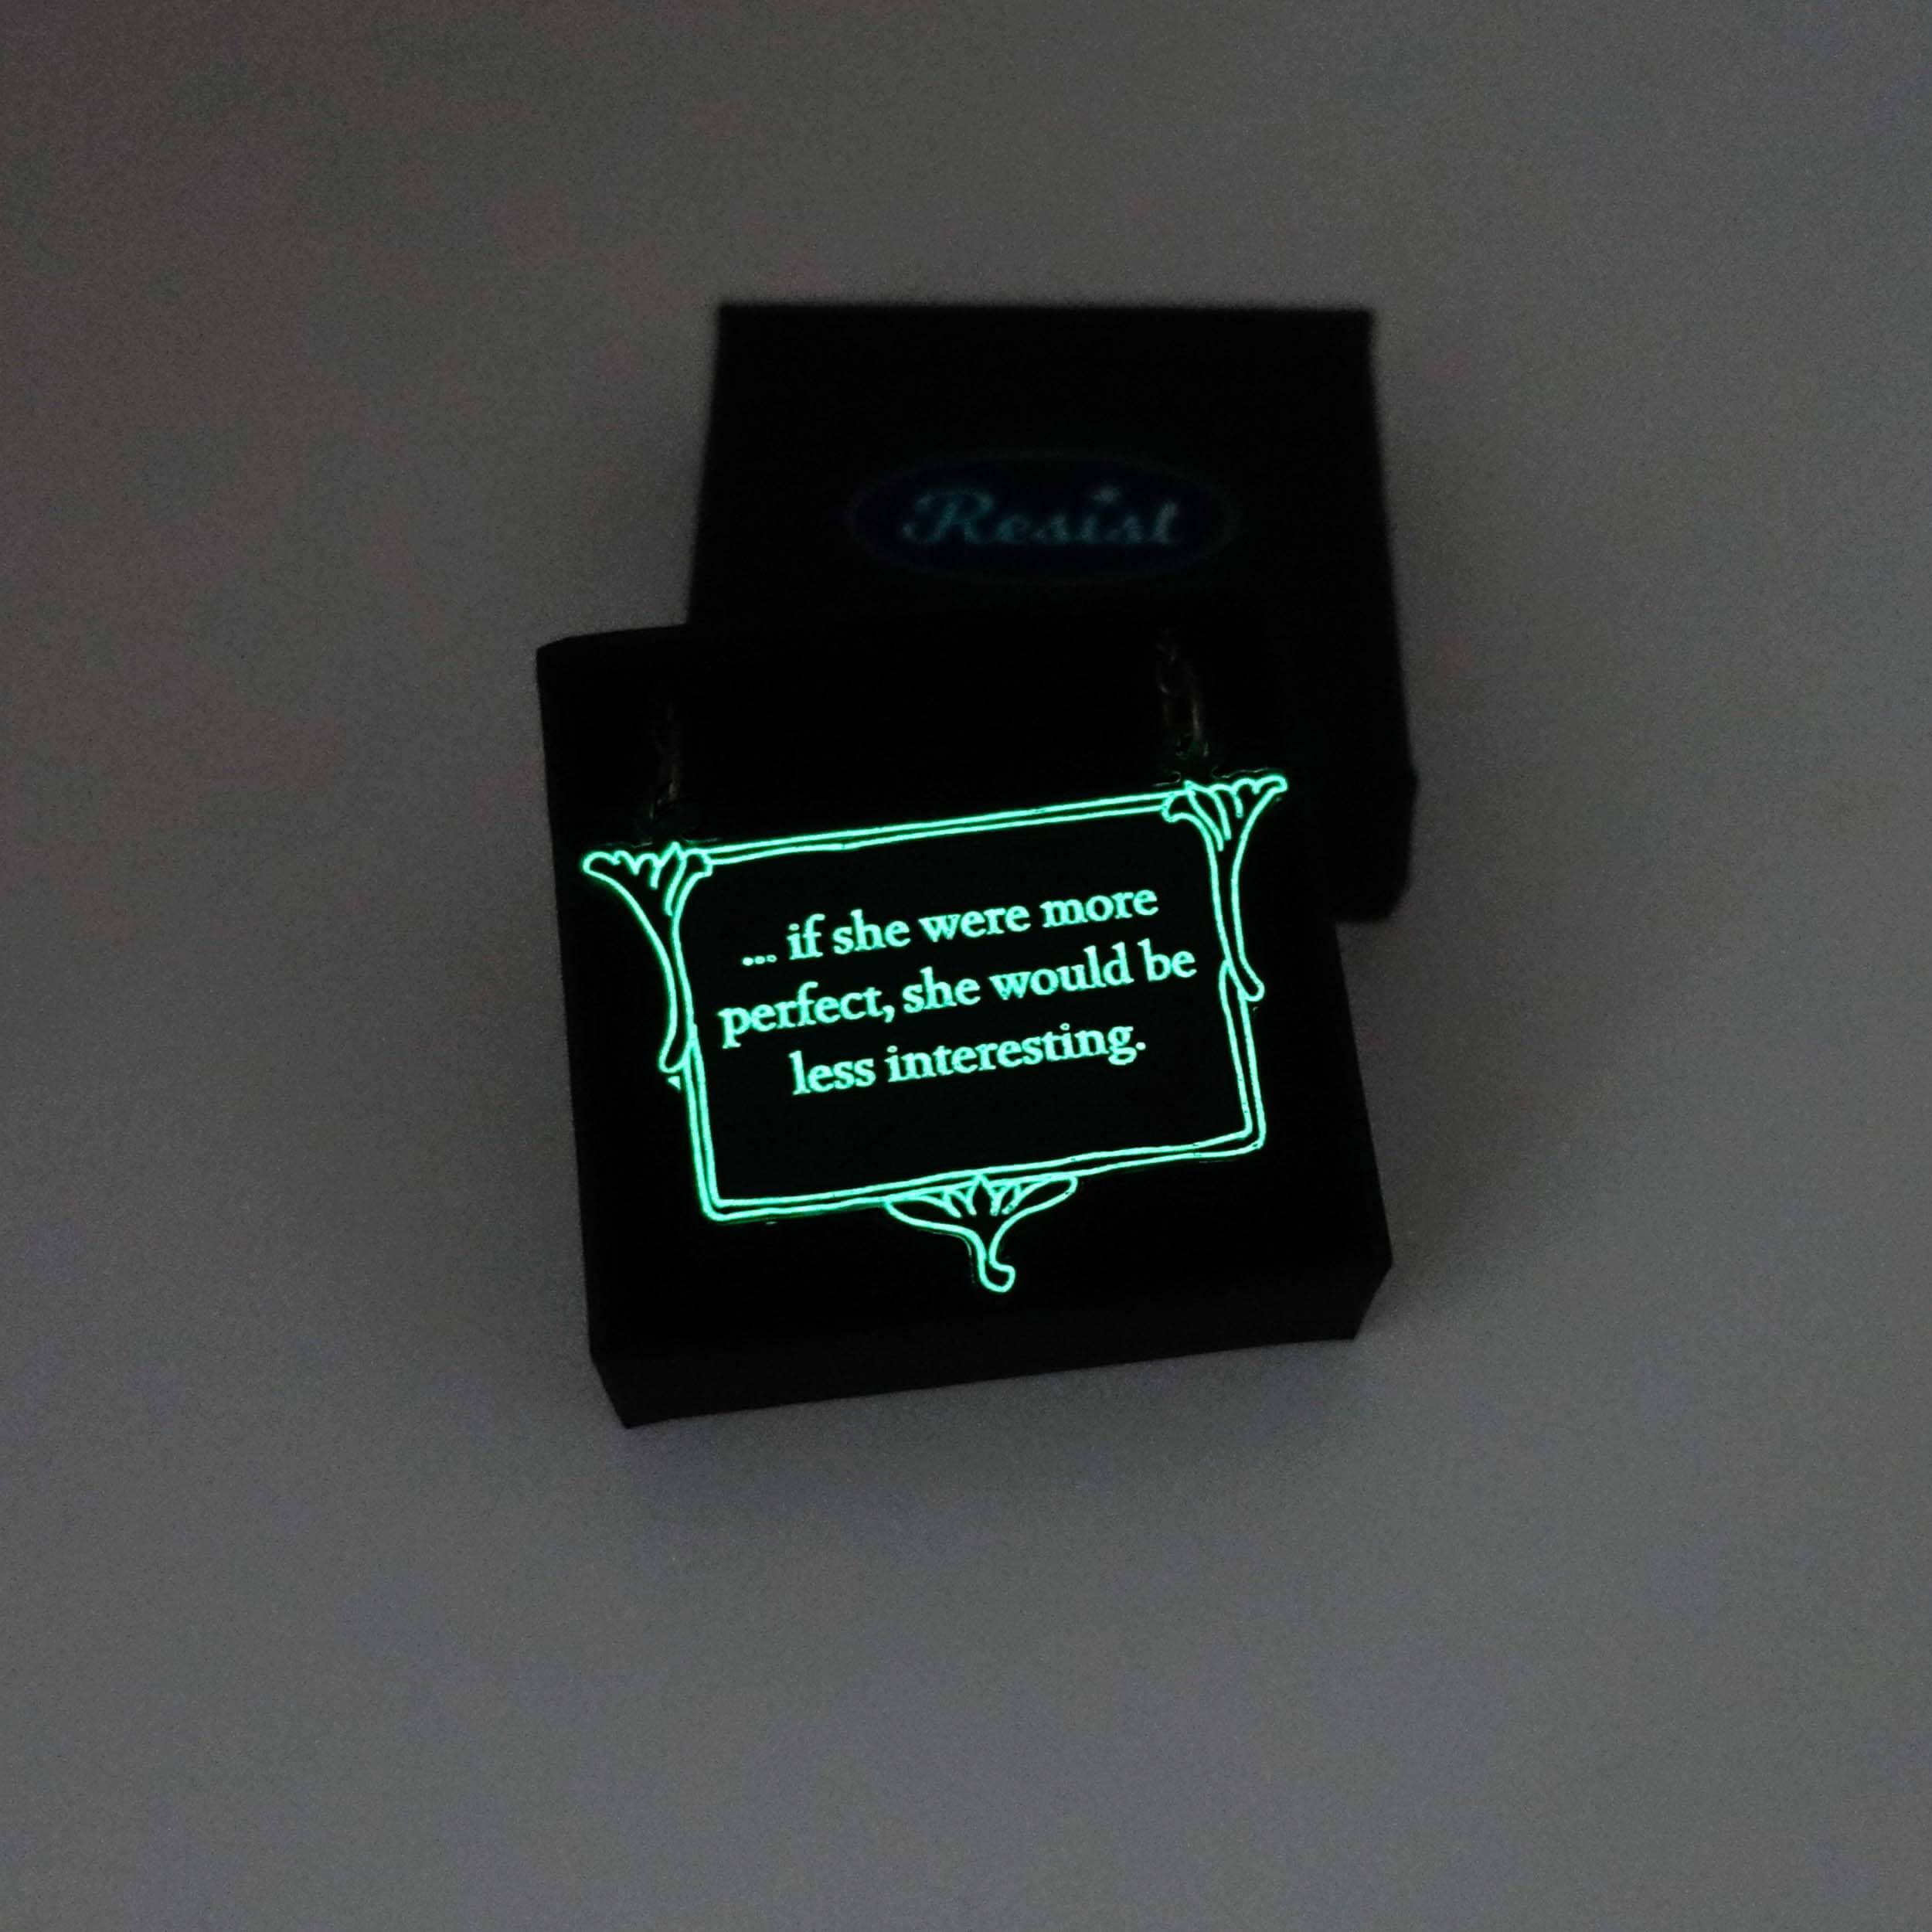 Resist
... if she were more
perfect, she would be
less interesting.